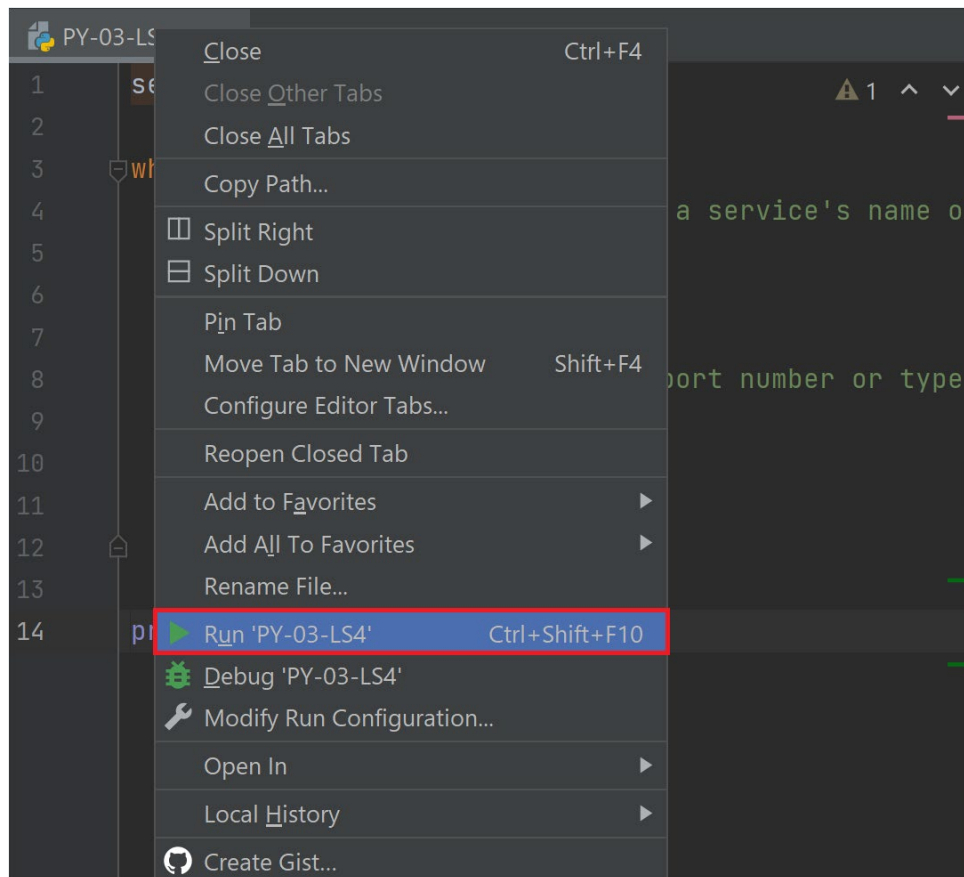 PY-03-LS
Close Ctrl+F4
1 se 1
Close Other Tabs
2
Close All Tabs
3 wh
Copy Path...
4 a service's name o
Split Right
5
Split Down
6
Pin Tab
7
Move Tab to New Window Shift+F4
8 port number or type
Configure Editor Tabs...
9
10
Reopen Closed Tab
11
Add to Favorites
12
Add All To Favorites
13
Rename File...
14 pr
Run 'PY-03-LS4' Ctrl+Shift+F10
Debug 'PY-03-LS4'
Modify Run Configuration...
Open In
Local History
Create Gist...